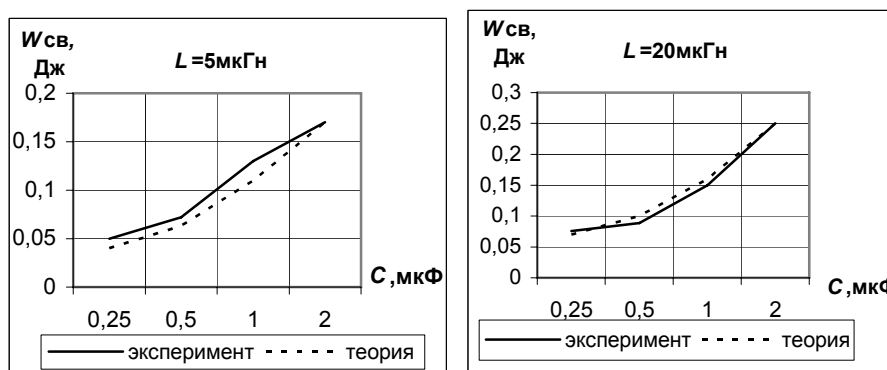 Wсв,
Дж
L =5мкГн
0,2
0,15
0,1
0,05
0
C ,мкФ
0,25 0,5 1 2
эксперимент теория
Wсв,
Дж
L =20мкГн
0,3
0,25
0,2
0,15
0,1
0,05
0
C ,мкФ
0,25 0,5 1 2
эксперимент теория